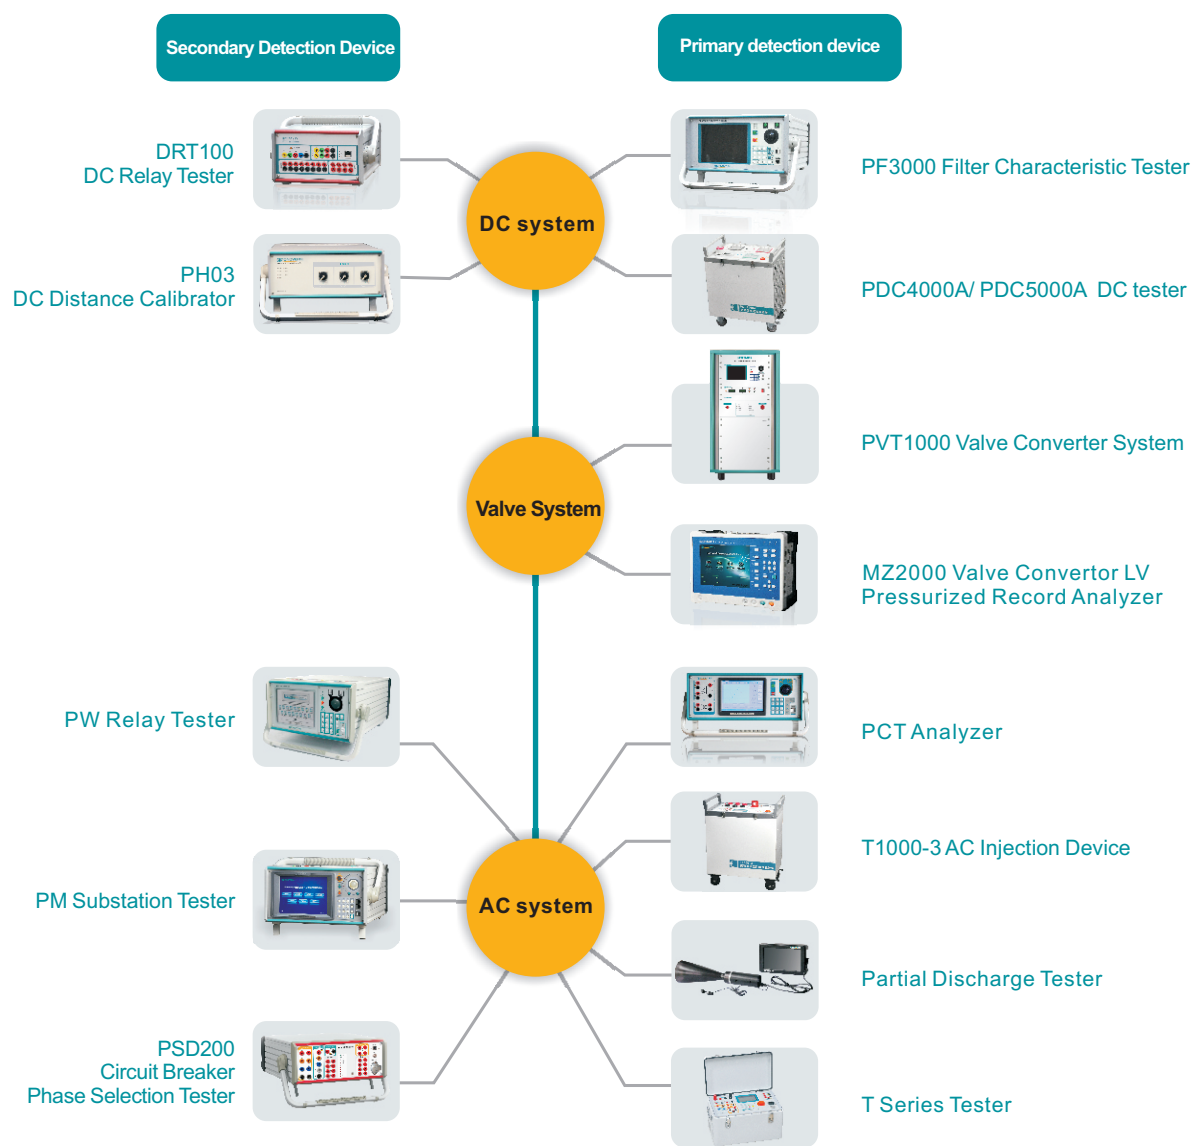 Secondary Detection Device
Primary detection device
DRT100
DC Relay Tester
PF3000 Filter Characteristic Tester
DC system
PH03
DC Distance Calibrator
PDC4000A/ PDC5000A DC tester
PVT1000 Valve Converter System
Valve System
MZ2000 Valve Convertor LV
Pressurized Record Analyzer
PW Relay Tester
PCT Analyzer
T1000-3 AC Injection Device
PM Substation Tester
AC system
Partial Discharge Tester
PSD200
Circuit Breaker
Phase Selection Tester
T Series Tester